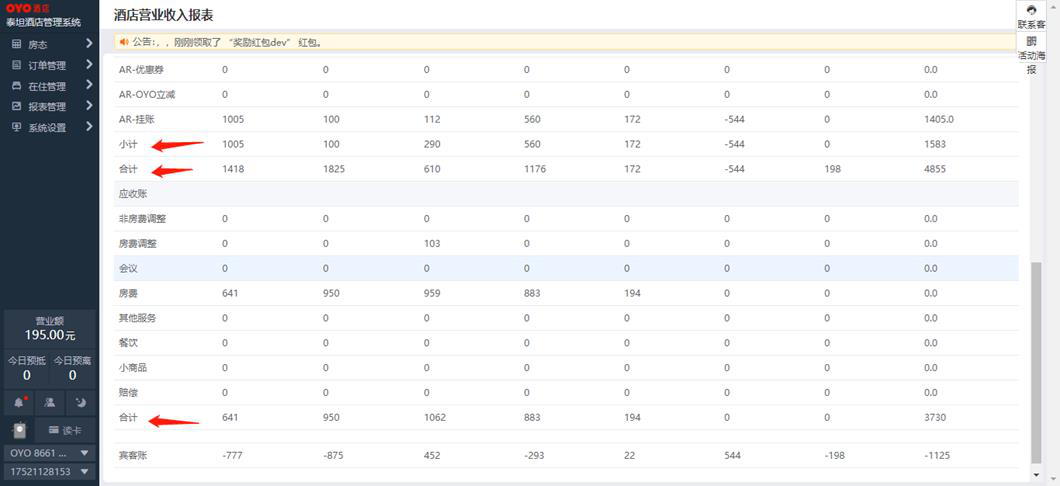 OYO 酒店
泰坦酒店管理系统
房态
订单管理
在住管理
报表管理
系统设置
营业额
195.00元
今日预抵 今日预离
0 0
读卡
OYO 8661 ...
17521128153
酒店营业收入报表
公告：，，刚刚领取了 “奖励红包dev” 红包。
联系客
活动海
报
AR-优惠券 0 0 0 0 0 0 0 0.0
AR-OYO立减 0 0 0 0 0 0 0 0.0
AR-挂账 1005 100 112 560 172 -544 0 1405.0
小计 1005 100 290 560 172 -544 0 1583
合计 1418 1825 610 1176 172 -544 198 4855
应收账
非房费调整 0 0 0 0 0 0 0 0.0
房费调整 0 0 103 0 0 0 0 0.0
会议 0 0 0 0 0 0 0 0.0
房费 641 950 959 883 194 0 0 0.0
其他服务 0 0 0 0 0 0 0 0.0
餐饮 0 0 0 0 0 0 0 0.0
小商品 0 0 0 0 0 0 0 0.0
赔偿 0 0 0 0 0 0 0 0.0
合计 641 950 1062 883 194 0 0 3730
宾客账 -777 -875 452 -293 22 544 -198 -1125